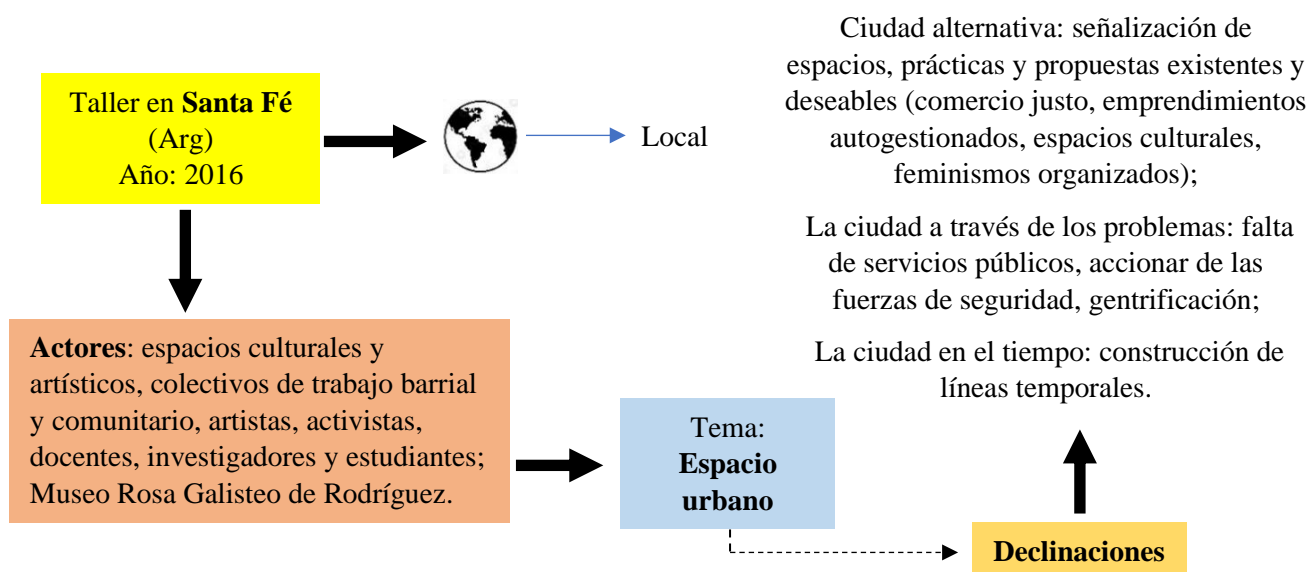 Taller en Santa Fé
(Arg)
Año: 2016
Local
Actores: espacios culturales y
artísticos, colectivos de trabajo barrial
y comunitario, artistas, activistas,
docentes, investigadores y estudiantes;
Museo Rosa Galisteo de Rodríguez.
Tema:
Espacio
urbano
Declinaciones
Ciudad alternativa: señalización de
espacios, prácticas y propuestas existentes y
deseables (comercio justo, emprendimientos
autogestionados, espacios culturales,
feminismos organizados);
La ciudad a través de los problemas: falta
de servicios públicos, accionar de las
fuerzas de seguridad, gentrificación;
La ciudad en el tiempo: construcción de
líneas temporales.